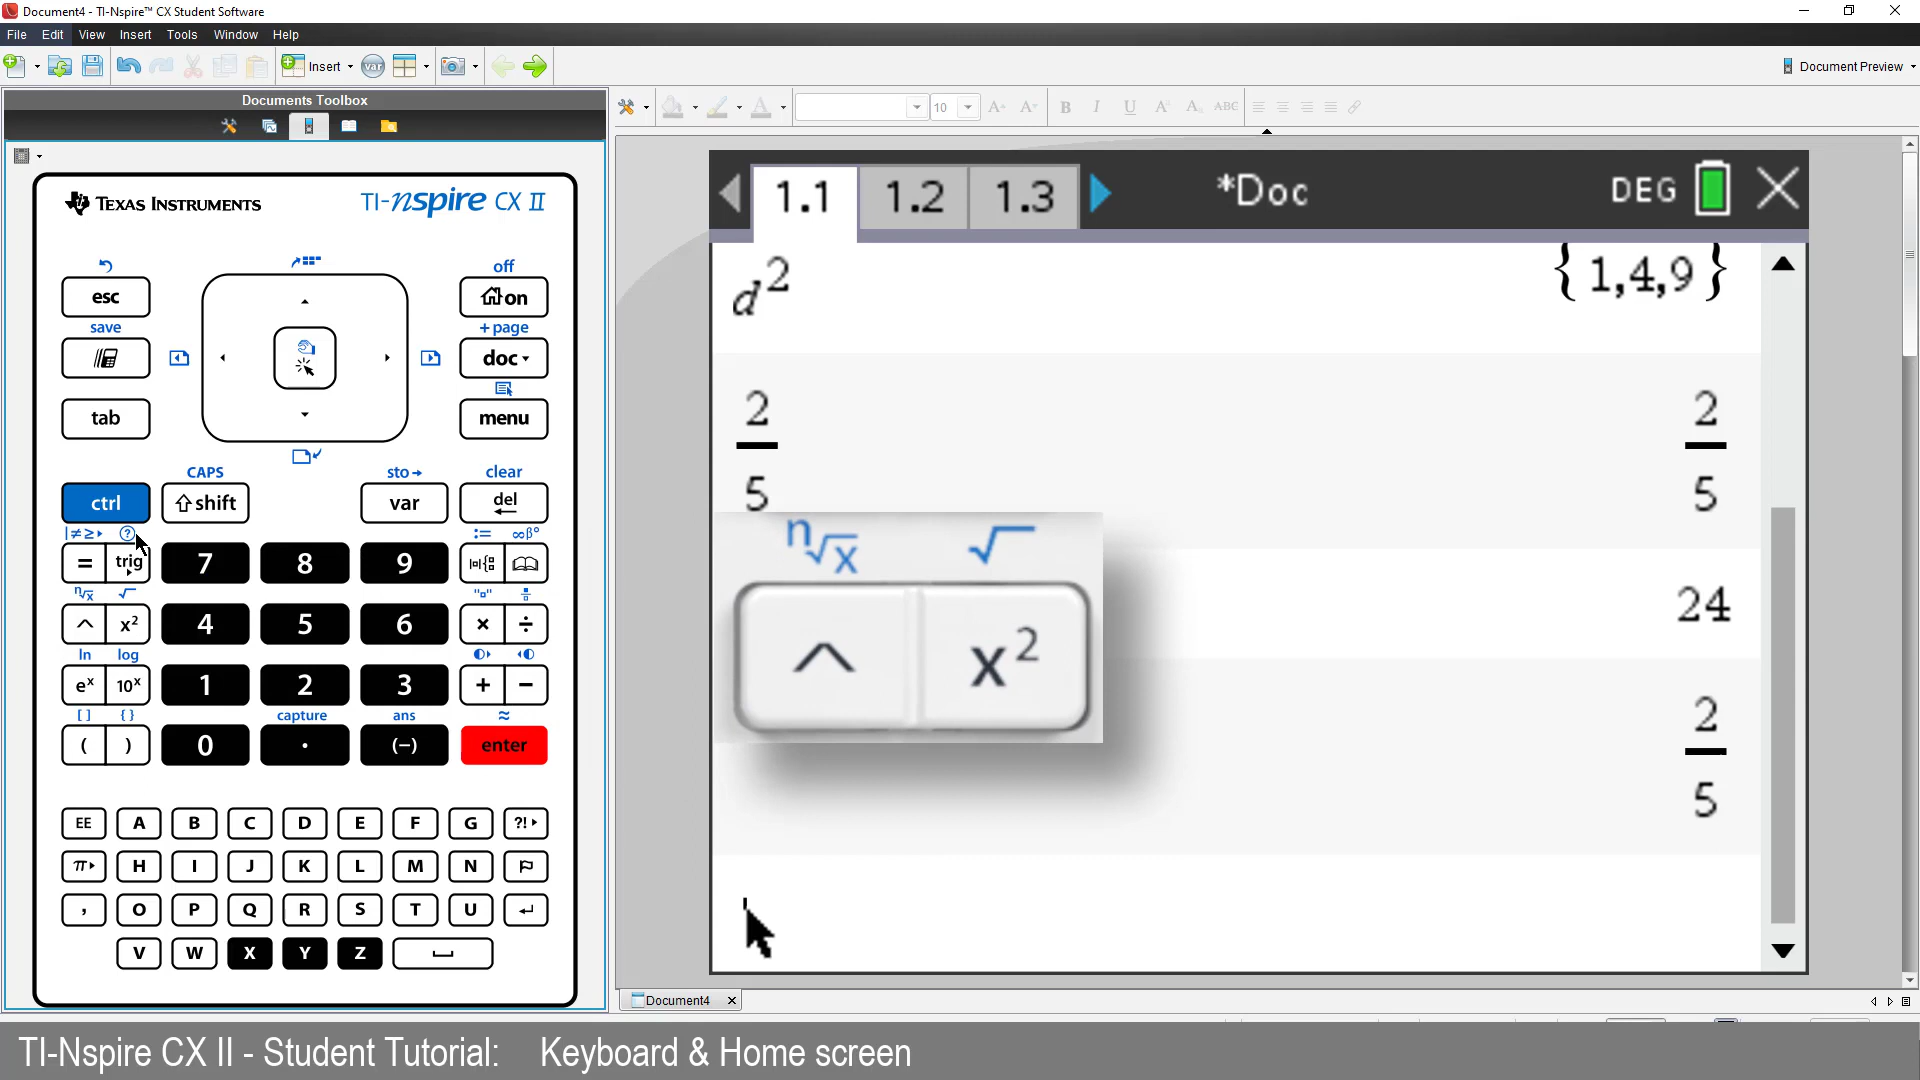 Document4 - TI-Nspire™ CX Student Software
File Edit View Insert Tools Window Help
Insert var Document Preview
Documents Toolbox
10 A+ A- B I U A ABC
TEXAS INSTRUMENTS TI-nspire CX II
off
esc on
save + page
doc
tab menu
CAPS sto→ clear
ctrl ⇧shift var del
|≠≥▸ ? := ∞β°
= trig 7 8 9 |□|{
ⁿ√x √ "□"
^ x² 4 5 6 × ÷
ln log
eˣ 10ˣ 1 2 3 + −
[ ] { } capture ans ≈
( ) 0 . (−) enter
EE A B C D E F G ?!▸
π▸ H I J K L M N
, O P Q R S T U
V W X Y Z
1.1 1.2 1.3 *Doc DEG
d² {1,4,9}
2 2
5 5
ⁿ√x √
^ x²
24
2
5
Document4
TI-Nspire CX II - Student Tutorial: Keyboard & Home screen